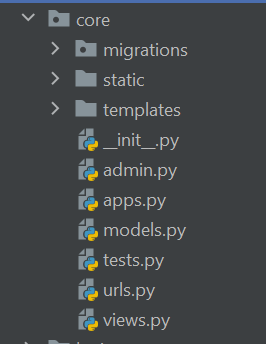 core
migrations
static
templates
__init__.py
admin.py
apps.py
models.py
tests.py
urls.py
views.py